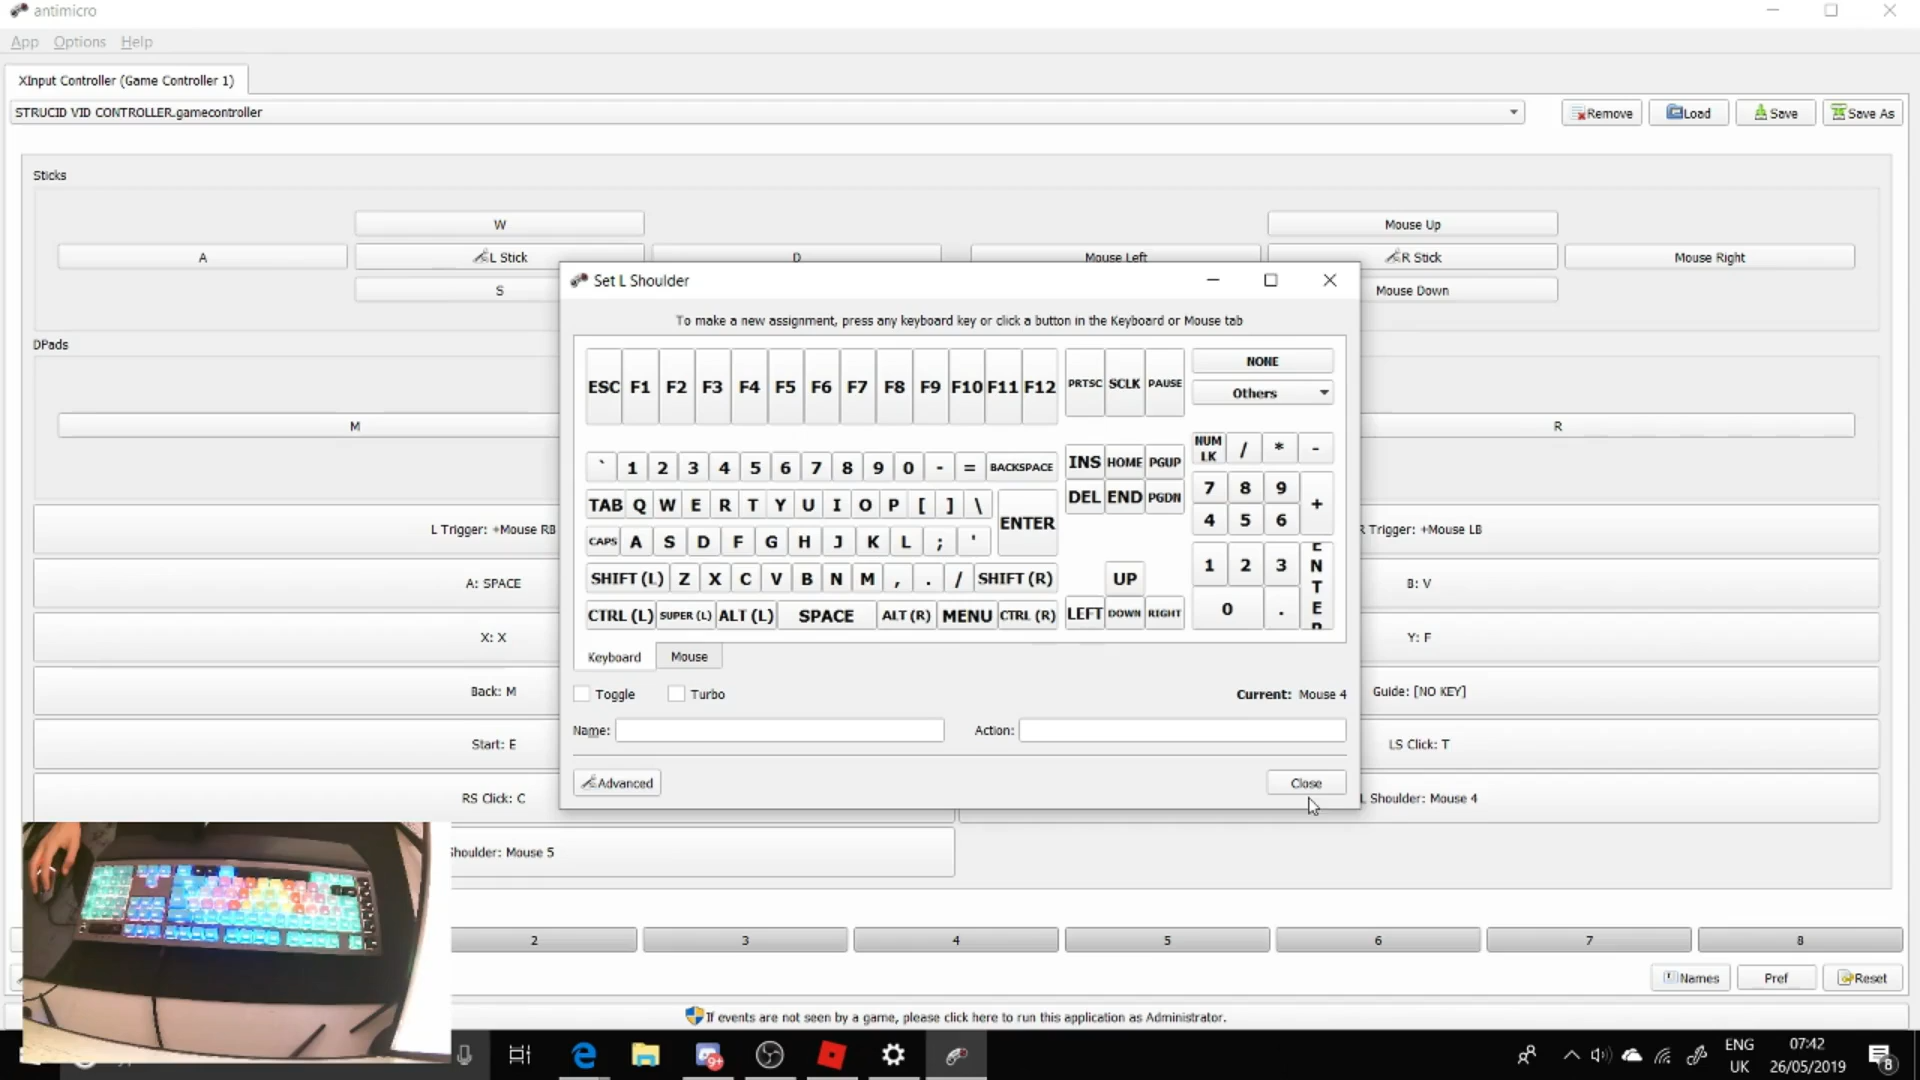 antimicro
App Options Help
XInput Controller (Game Controller 1)
STRUCID VID CONTROLLER.gamecontroller
Remove Load Save Save As
Sticks
W Mouse Up
A L Stick D Mouse Left R Stick Mouse Right
S Mouse Down
DPads
M R
L Trigger: +Mouse RB R Trigger: +Mouse LB
A: SPACE B: V
X: X Y: F
Back: M Guide: [NO KEY]
Start: E LS Click: T
RS Click: C L Shoulder: Mouse 4
Shoulder: Mouse 5
Set L Shoulder
To make a new assignment, press any keyboard key or click a button in the Keyboard or Mouse tab
ESC F1 F2 F3 F4 F5 F6 F7 F8 F9 F10 F11 F12 PRTSC SCLK PAUSE NONE
Others
` 1 2 3 4 5 6 7 8 9 0 - = BACKSPACE INS HOME PGUP NUM LK / * -
TAB Q W E R T Y U I O P [ ] \ ENTER DEL END PGDN 7 8 9 +
CAPS A S D F G H J K L ; ' 4 5 6
SHIFT (L) Z X C V B N M , . / SHIFT (R) UP 1 2 3 ENTER
CTRL (L) SUPER (L) ALT (L) SPACE ALT (R) MENU CTRL (R) LEFT DOWN RIGHT 0 .
Keyboard Mouse
Toggle Turbo Current: Mouse 4
Name: Action:
Advanced Close
2 3 4 5 6 7 8
Names Pref Reset
If events are not seen by a game, please click here to run this application as Administrator.
9+ ENG 07:42
UK 26/05/2019 8